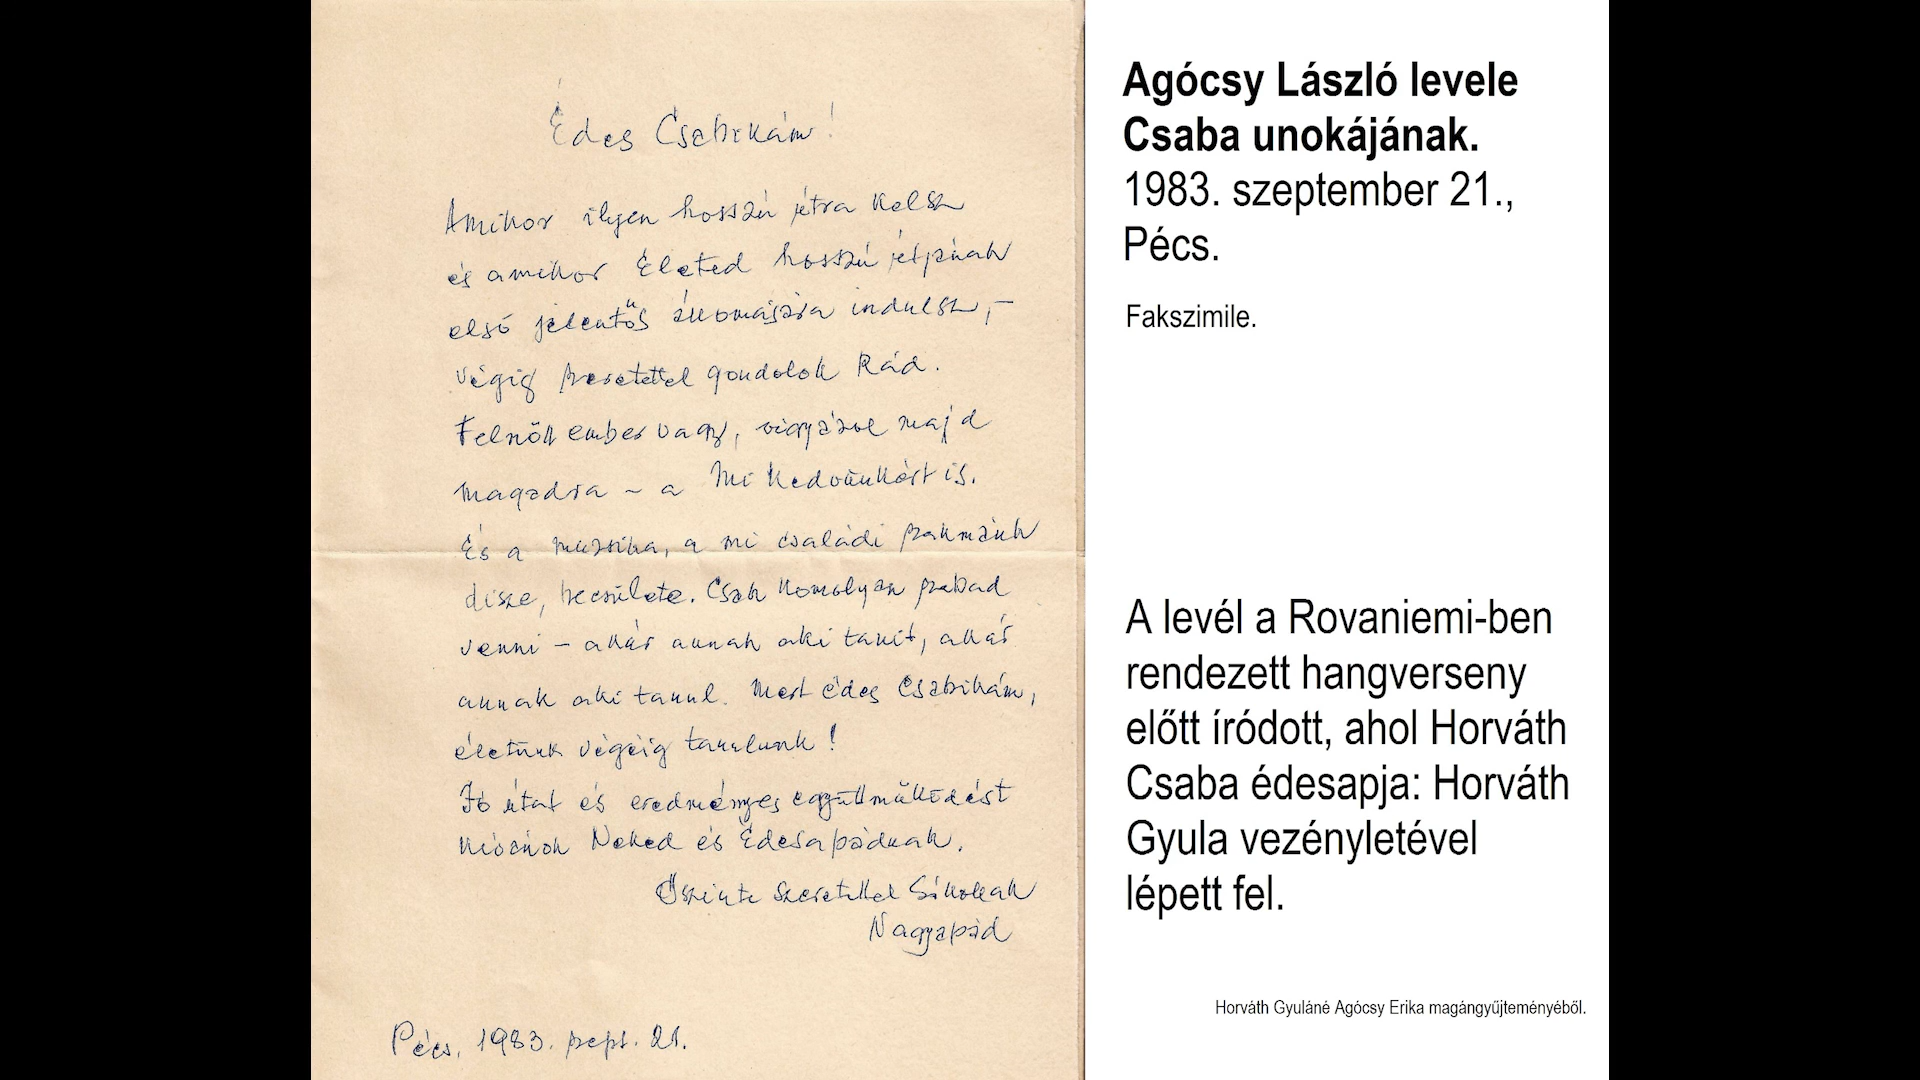 Édes Csabikám!
Amikor ilyen hosszú útra kelsz
és amikor Életed hosszú útjának
első jelentős állomására indulsz, –
végig szeretettel gondolok Rád.
Felnőtt ember vagy, vigyázol majd
magadra – a Mi kedvünkért is.
És a muzsika, a mi családi szakmánk
dísze, becsülete. Csak komolyan szabad
venni – akár annak aki tanít, akár
annak aki tanul. Mert édes Csabikám,
életünk végéig tanulunk!
Jó útat és eredményes együttműködést
kívánok Neked és Édesapádnak.
Őszinte szeretettel csókollak
Nagyapád
Pécs, 1983. szept. 21.
Agócsy László levele
Csaba unokájának.
1983. szeptember 21.,
Pécs.
Fakszimile.
A levél a Rovaniemi-ben
rendezett hangverseny
előtt íródott, ahol Horváth
Csaba édesapja: Horváth
Gyula vezényletével
lépett fel.
Horváth Gyuláné Agócsy Erika magángyűjteményéből.